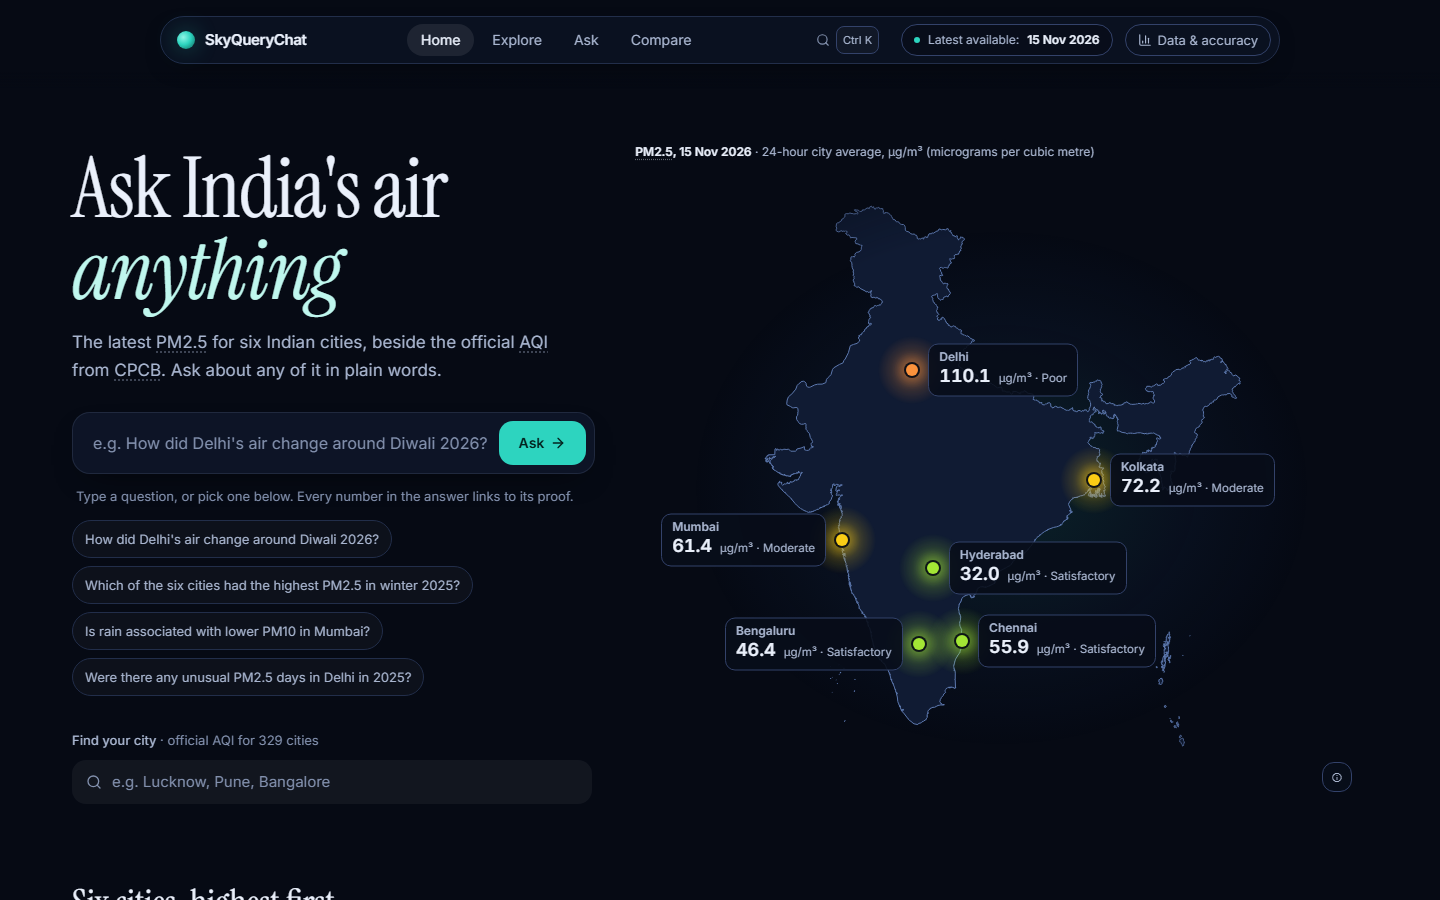 SkyQueryChat
Home
Explore
Ask
Compare
Ctrl K
Latest available: 15 Nov 2026
Data & accuracy
Ask India's air
anything
The latest PM2.5 for six Indian cities, beside the official AQI
from CPCB. Ask about any of it in plain words.
e.g. How did Delhi's air change around Diwali 2026?
Ask →
Type a question, or pick one below. Every number in the answer links to its proof.
How did Delhi's air change around Diwali 2026?
Which of the six cities had the highest PM2.5 in winter 2025?
Is rain associated with lower PM10 in Mumbai?
Were there any unusual PM2.5 days in Delhi in 2025?
Find your city · official AQI for 329 cities
e.g. Lucknow, Pune, Bangalore
PM2.5, 15 Nov 2026 · 24-hour city average, µg/m³ (micrograms per cubic metre)
Delhi
110.1 µg/m³ · Poor
Kolkata
72.2 µg/m³ · Moderate
Mumbai
61.4 µg/m³ · Moderate
Hyderabad
32.0 µg/m³ · Satisfactory
Bengaluru
46.4 µg/m³ · Satisfactory
Chennai
55.9 µg/m³ · Satisfactory
Six cities, highest first